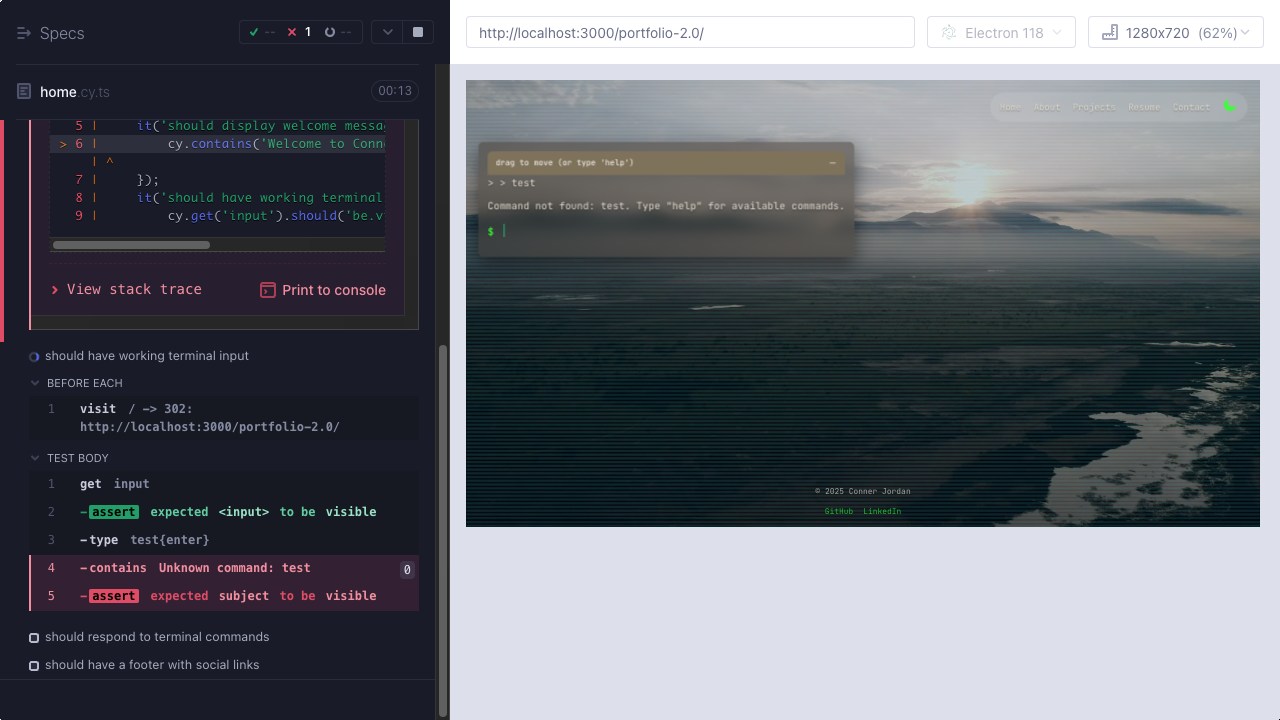 Specs
-- 1 --
http://localhost:3000/portfolio-2.0/
Electron 118
1280x720 (62%)
home.cy.ts
00:13
5 | it('should display welcome messag
> 6 | cy.contains('Welcome to Conn
| ^
7 | });
8 | it('should have working terminal
9 | cy.get('input').should('be.v
View stack trace
Print to console
should have working terminal input
BEFORE EACH
1 visit / -> 302:
http://localhost:3000/portfolio-2.0/
TEST BODY
1 get input
2 -assert expected <input> to be visible
3 -type test{enter}
4 -contains Unknown command: test 0
5 -assert expected subject to be visible
should respond to terminal commands
should have a footer with social links
Home About Projects Resume Contact
drag to move (or type 'help') —
> > test
Command not found: test. Type "help" for available commands.
$
© 2025 Conner Jordan
GitHub LinkedIn